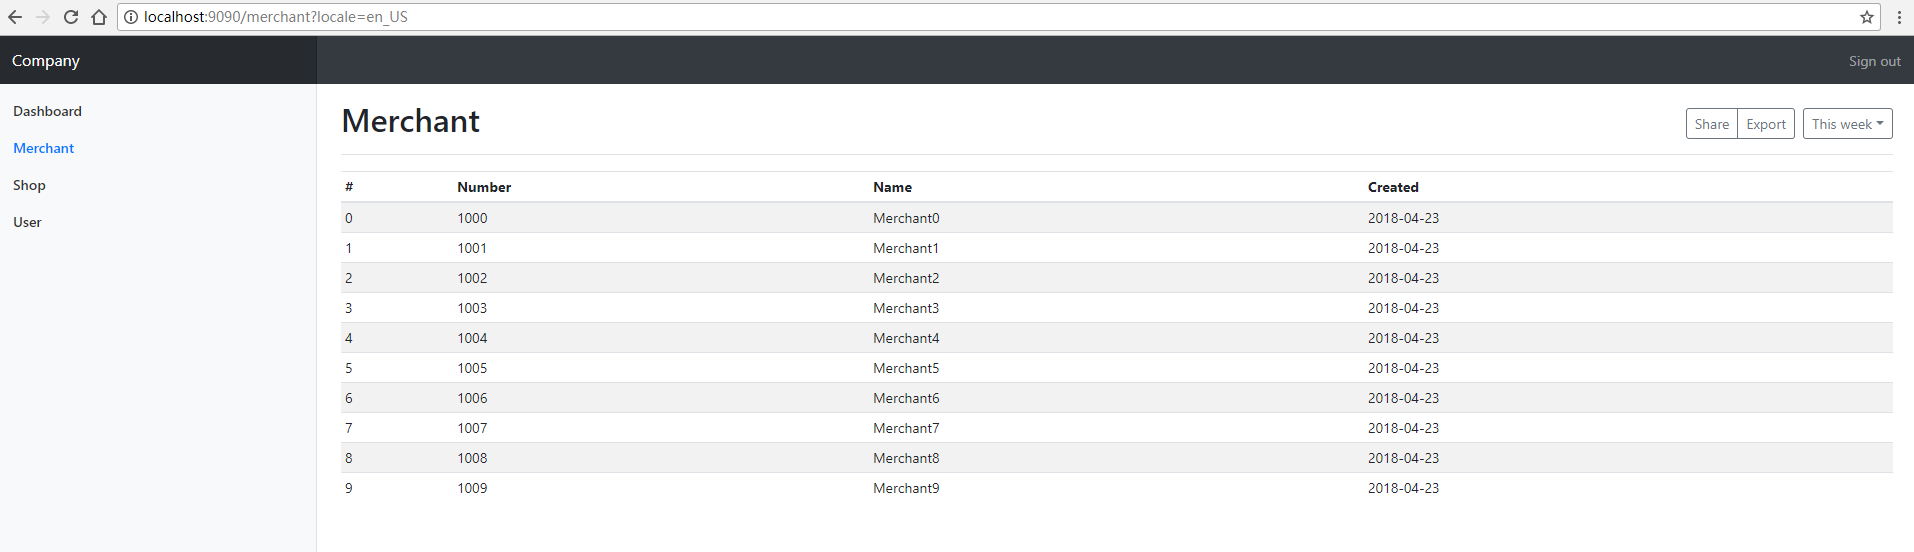 localhost:9090/merchant?locale=en_US
Company Sign out
Dashboard
Merchant
Shop
User
Merchant
Share Export This week
# Number Name Created
0 1000 Merchant0 2018-04-23
1 1001 Merchant1 2018-04-23
2 1002 Merchant2 2018-04-23
3 1003 Merchant3 2018-04-23
4 1004 Merchant4 2018-04-23
5 1005 Merchant5 2018-04-23
6 1006 Merchant6 2018-04-23
7 1007 Merchant7 2018-04-23
8 1008 Merchant8 2018-04-23
9 1009 Merchant9 2018-04-23